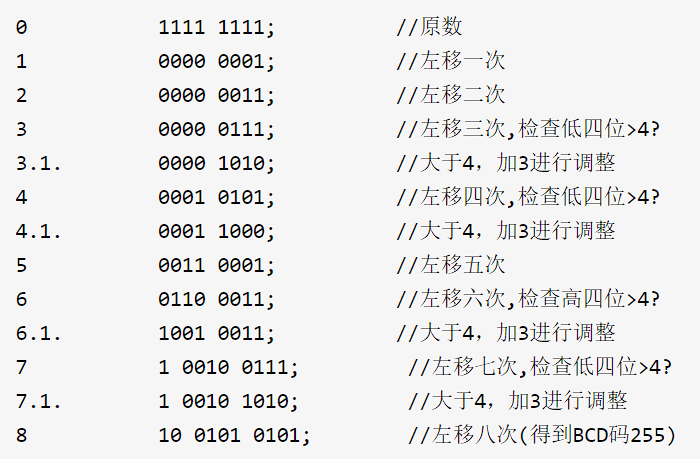 0 1111 1111; //原数
1 0000 0001; //左移一次
2 0000 0011; //左移二次
3 0000 0111; //左移三次,检查低四位>4?
3.1. 0000 1010; //大于4，加3进行调整
4 0001 0101; //左移四次,检查低四位>4?
4.1. 0001 1000; //大于4，加3进行调整
5 0011 0001; //左移五次
6 0110 0011; //左移六次,检查高四位>4?
6.1. 1001 0011; //大于4，加3进行调整
7 1 0010 0111; //左移七次,检查低四位>4?
7.1. 1 0010 1010; //大于4，加3进行调整
8 10 0101 0101; //左移八次(得到BCD码255)